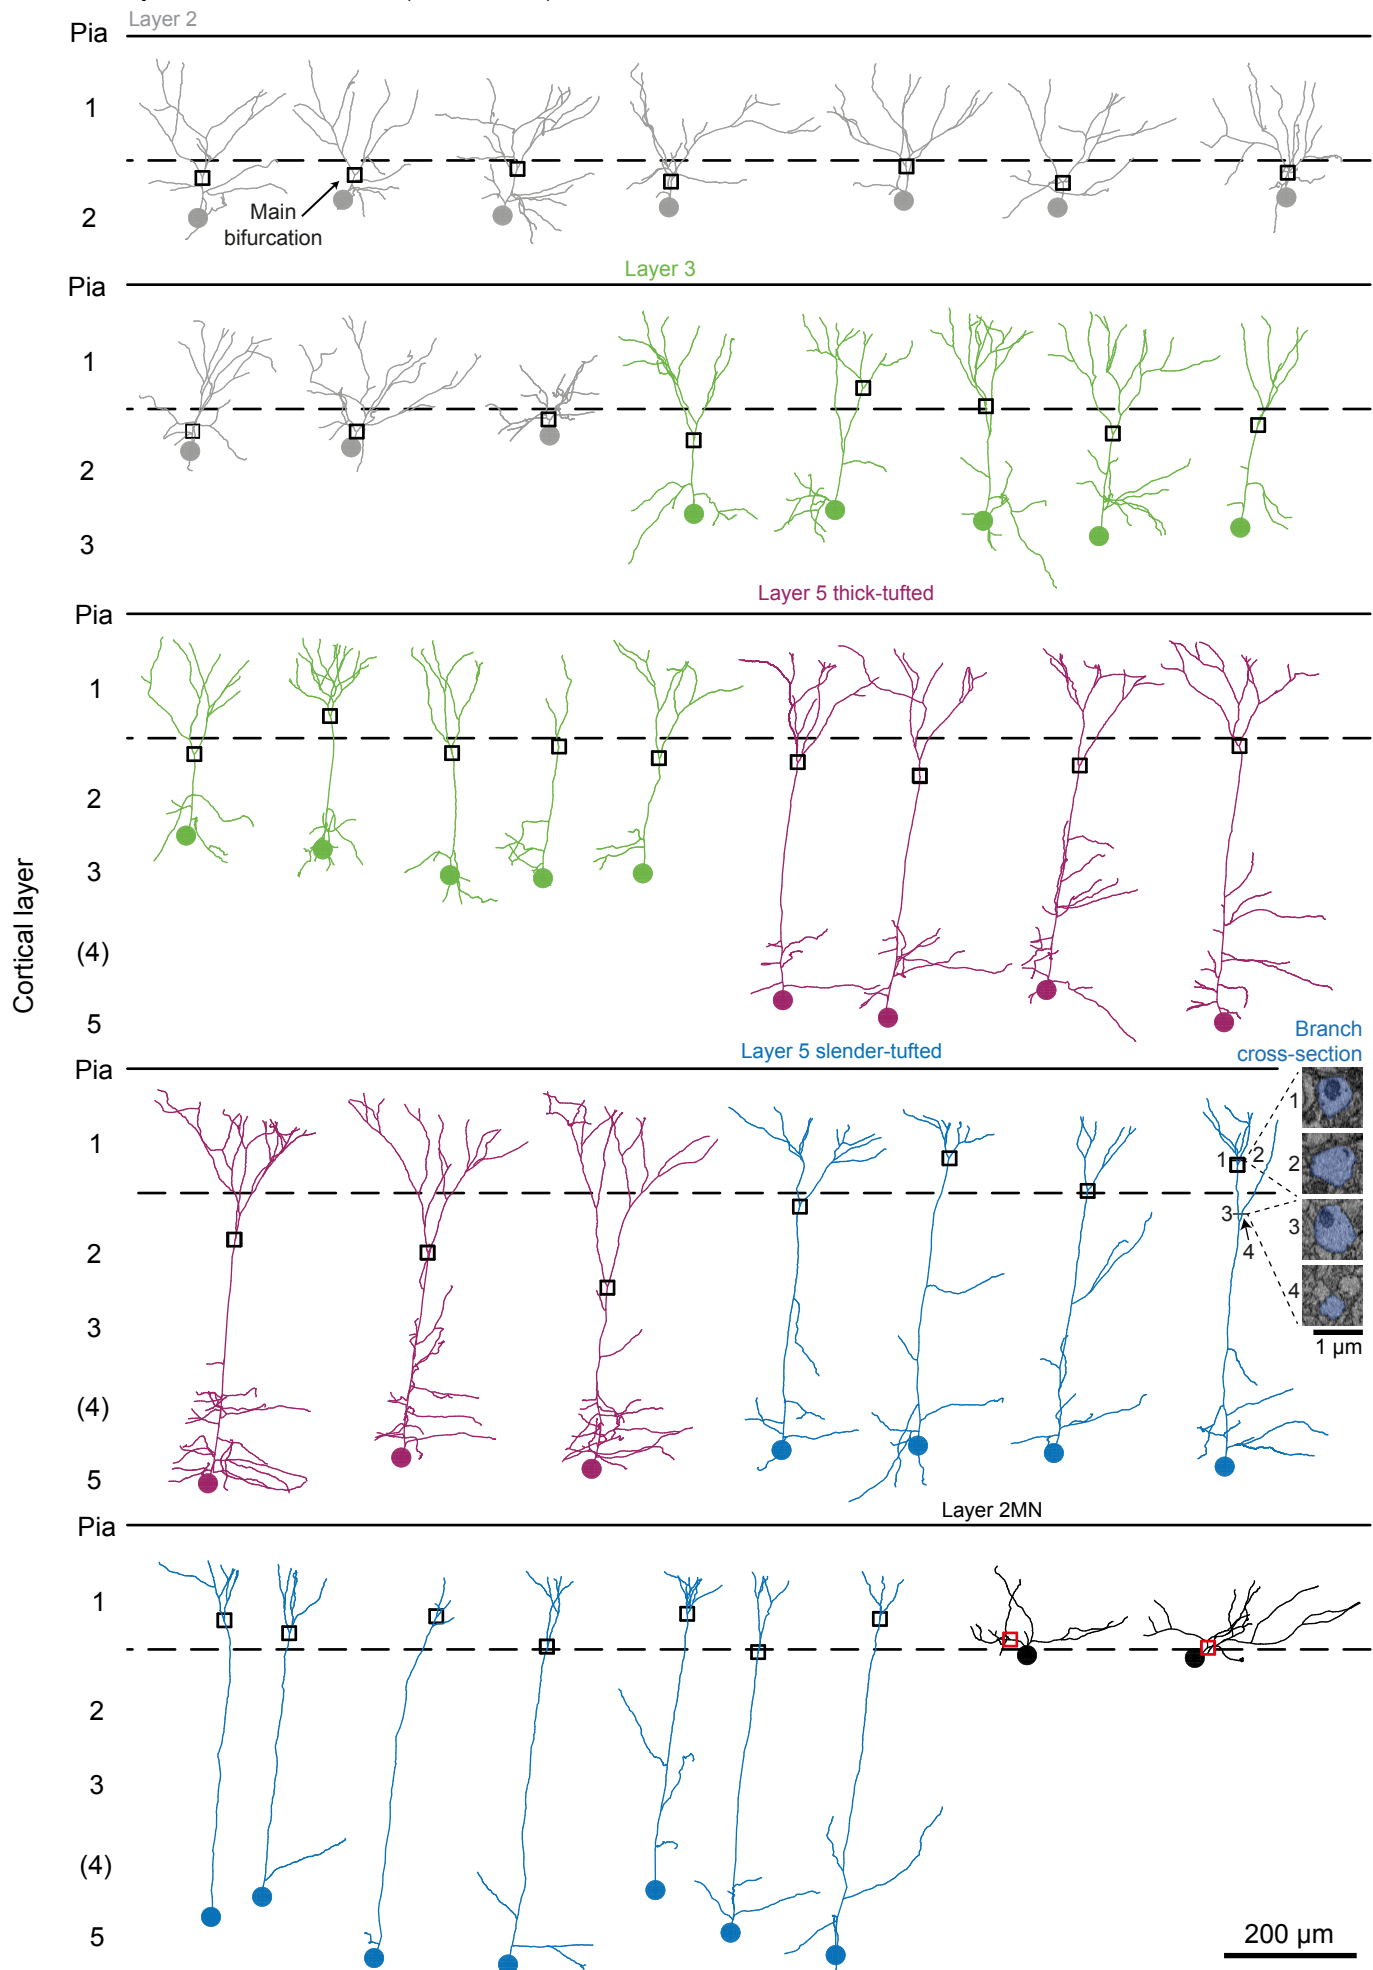 Layer 2
Pia
1
2
Main
bifurcation
Layer 3
Pia
1
2
3
Layer 5 thick-tufted
Pia
1
2
3
(4)
5
Cortical layer
Layer 5 slender-tufted
Branch
cross-section
Pia
1
2
3
(4)
5
1
2
3
4
1
2
3
4
1 µm
Layer 2MN
Pia
1
2
3
(4)
5
200 µm